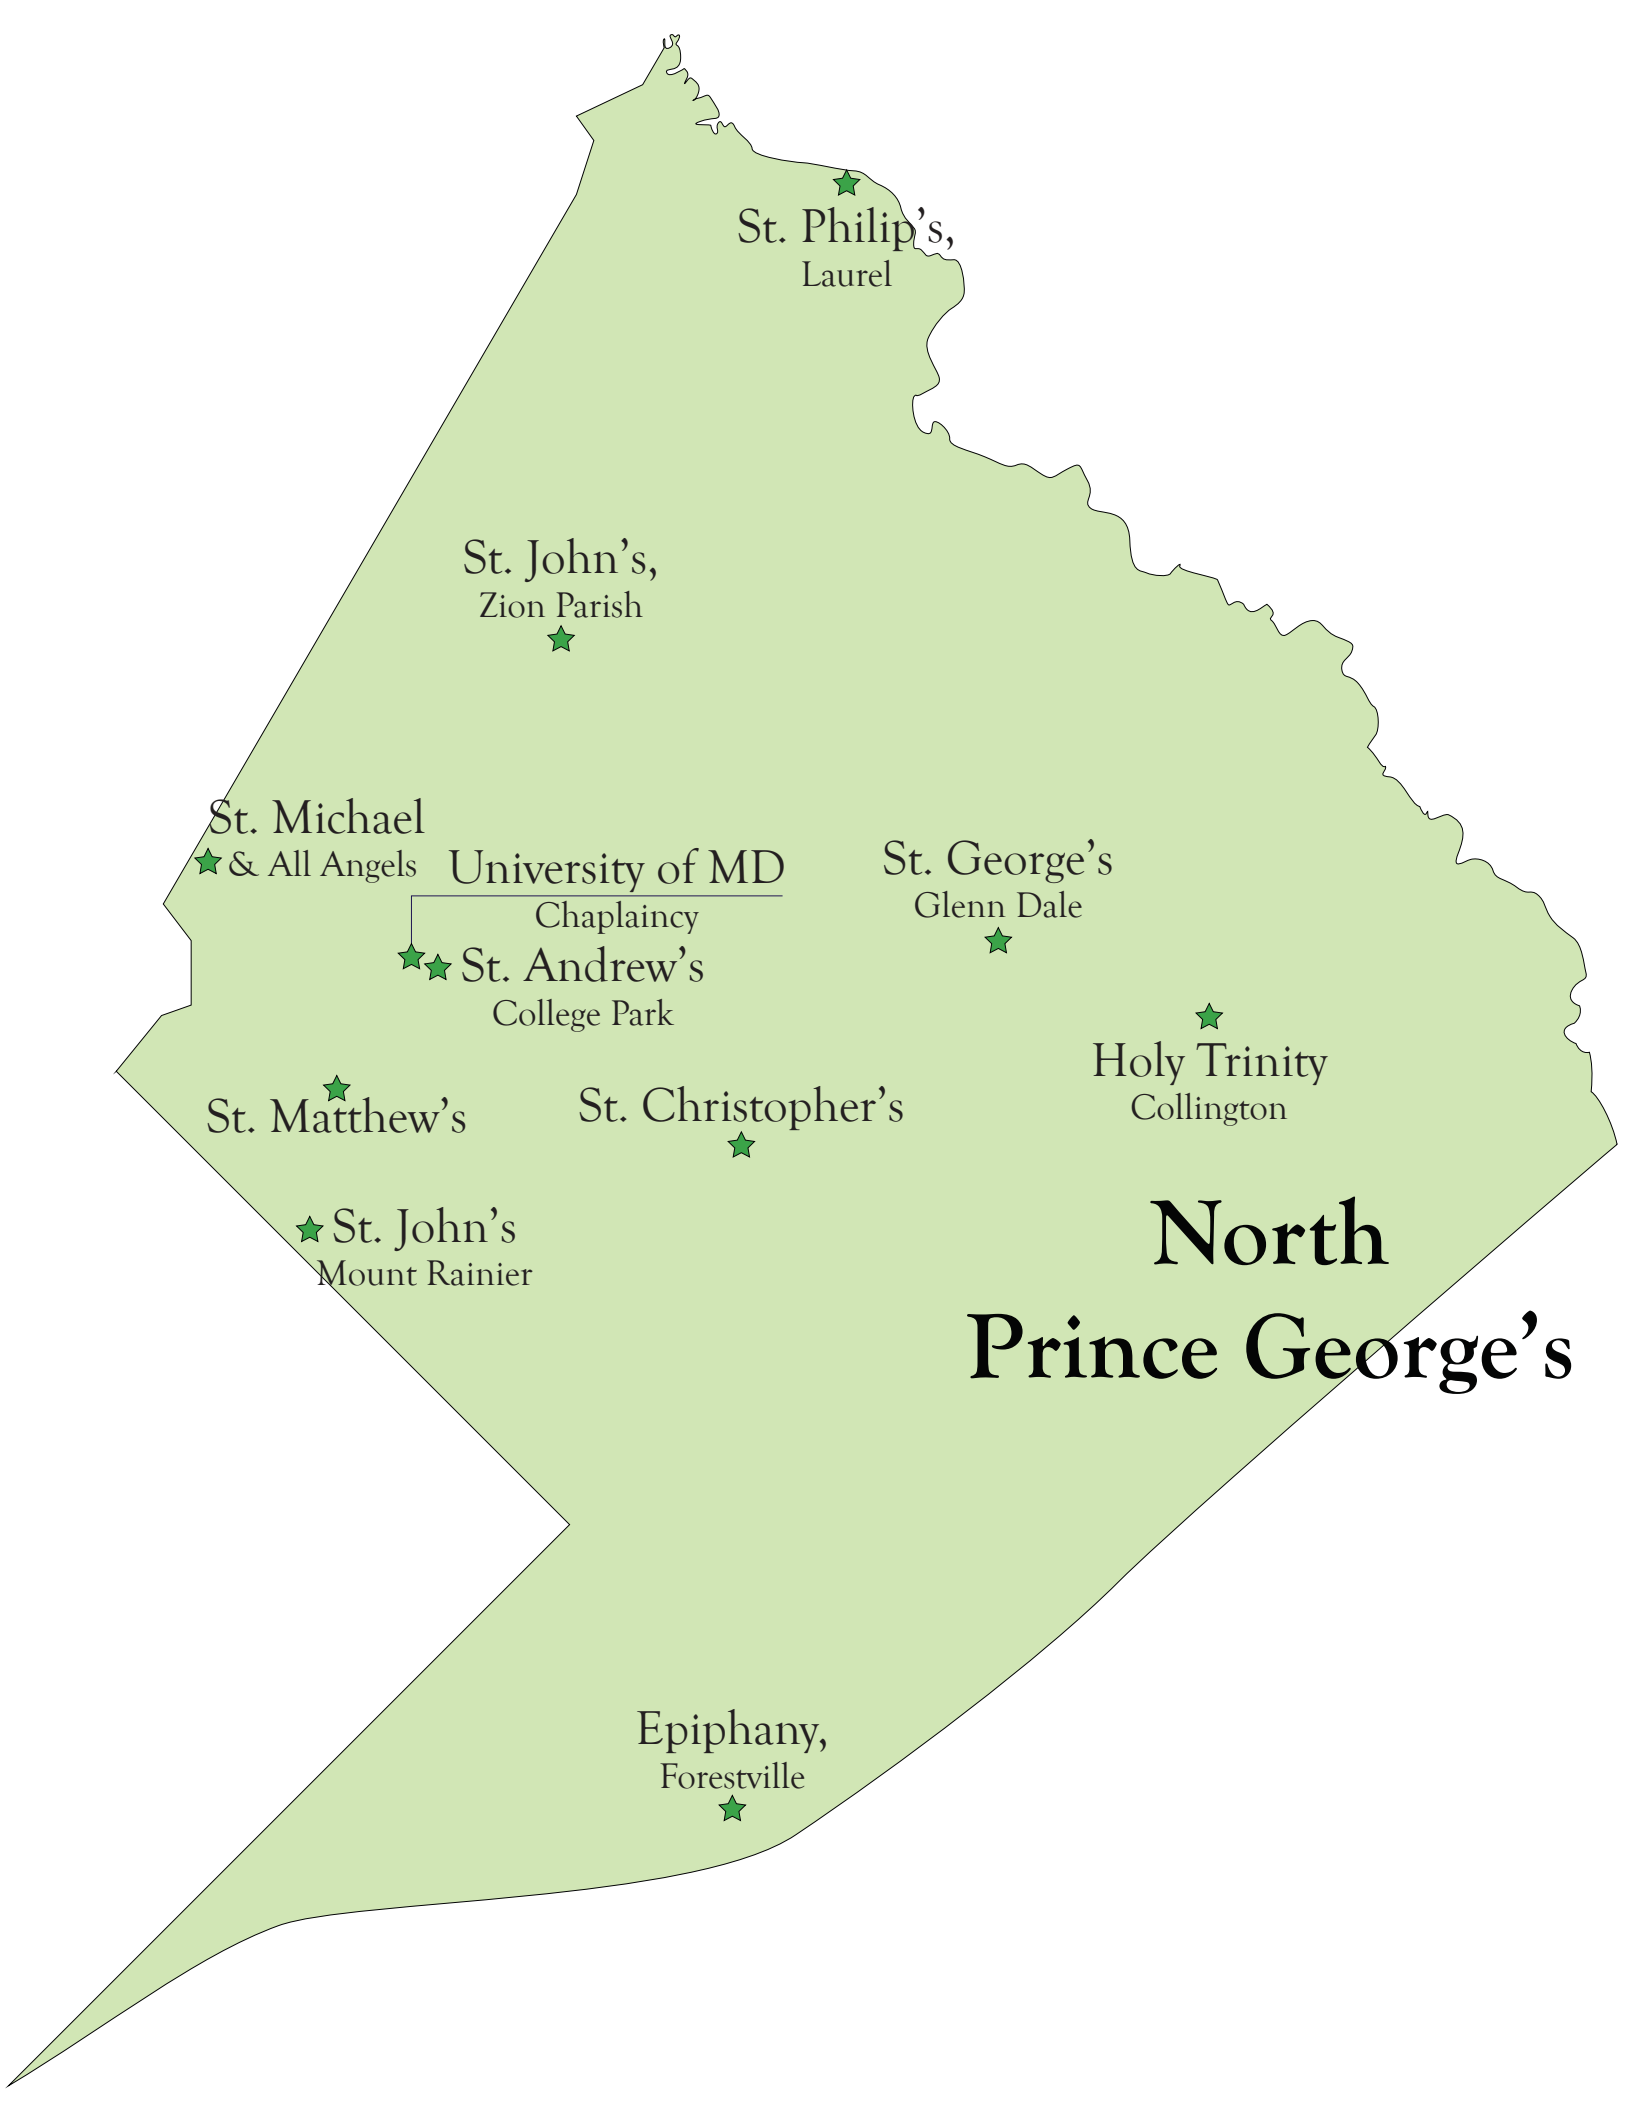 St. Philip’s,
Laurel
St. John’s,
Zion Parish
St. Michael
& All Angels
University of MD
Chaplaincy
St. George’s
Glenn Dale
St. Andrew’s
College Park
Holy Trinity
Collington
St. Matthew’s
St. Christopher’s
St. John’s
Mount Rainier
North
Prince George’s
Epiphany,
Forestville